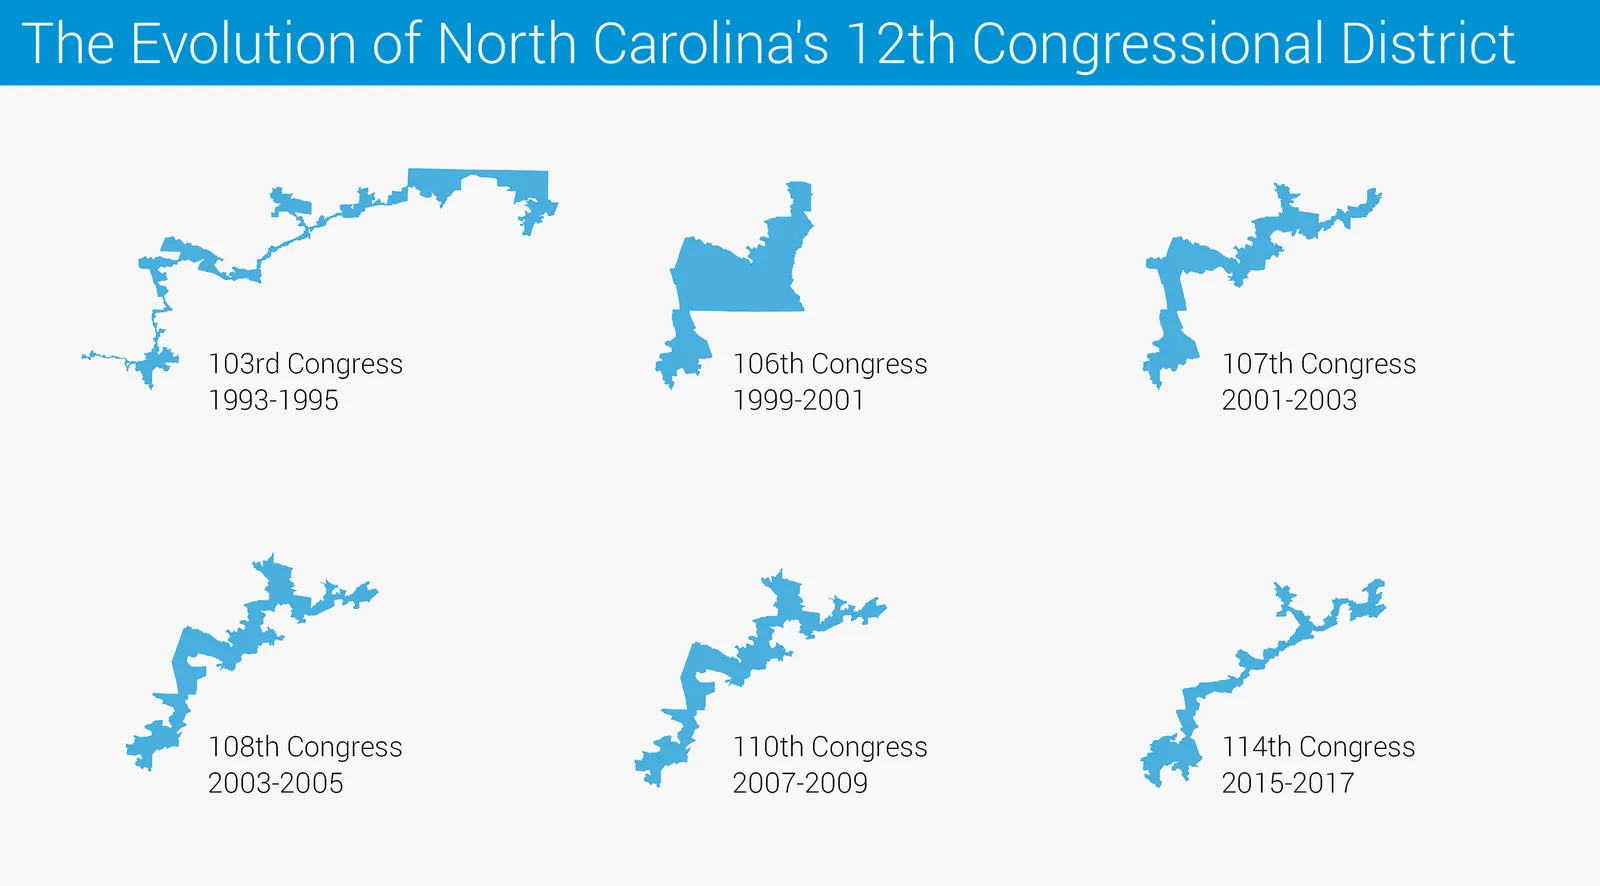 The Evolution of North Carolina's 12th Congressional District
103rd Congress
1993-1995
106th Congress
1999-2001
107th Congress
2001-2003
108th Congress
2003-2005
110th Congress
2007-2009
114th Congress
2015-2017